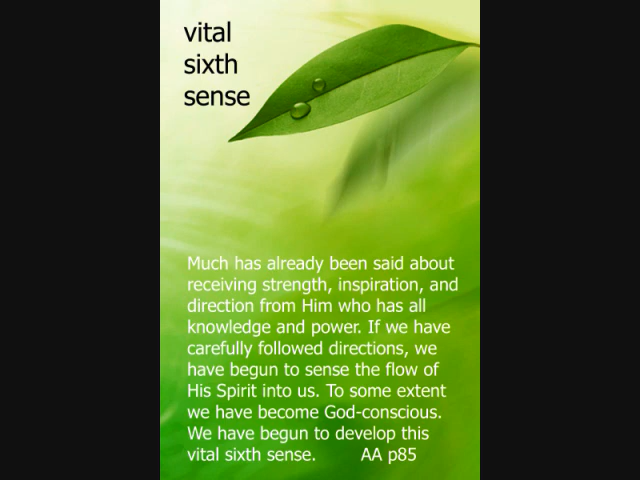 vital
sixth
sense
Much has already been said about
receiving strength, inspiration, and
direction from Him who has all
knowledge and power. If we have
carefully followed directions, we
have begun to sense the flow of
His Spirit into us. To some extent
we have become God-conscious.
We have begun to develop this
vital sixth sense. AA p85